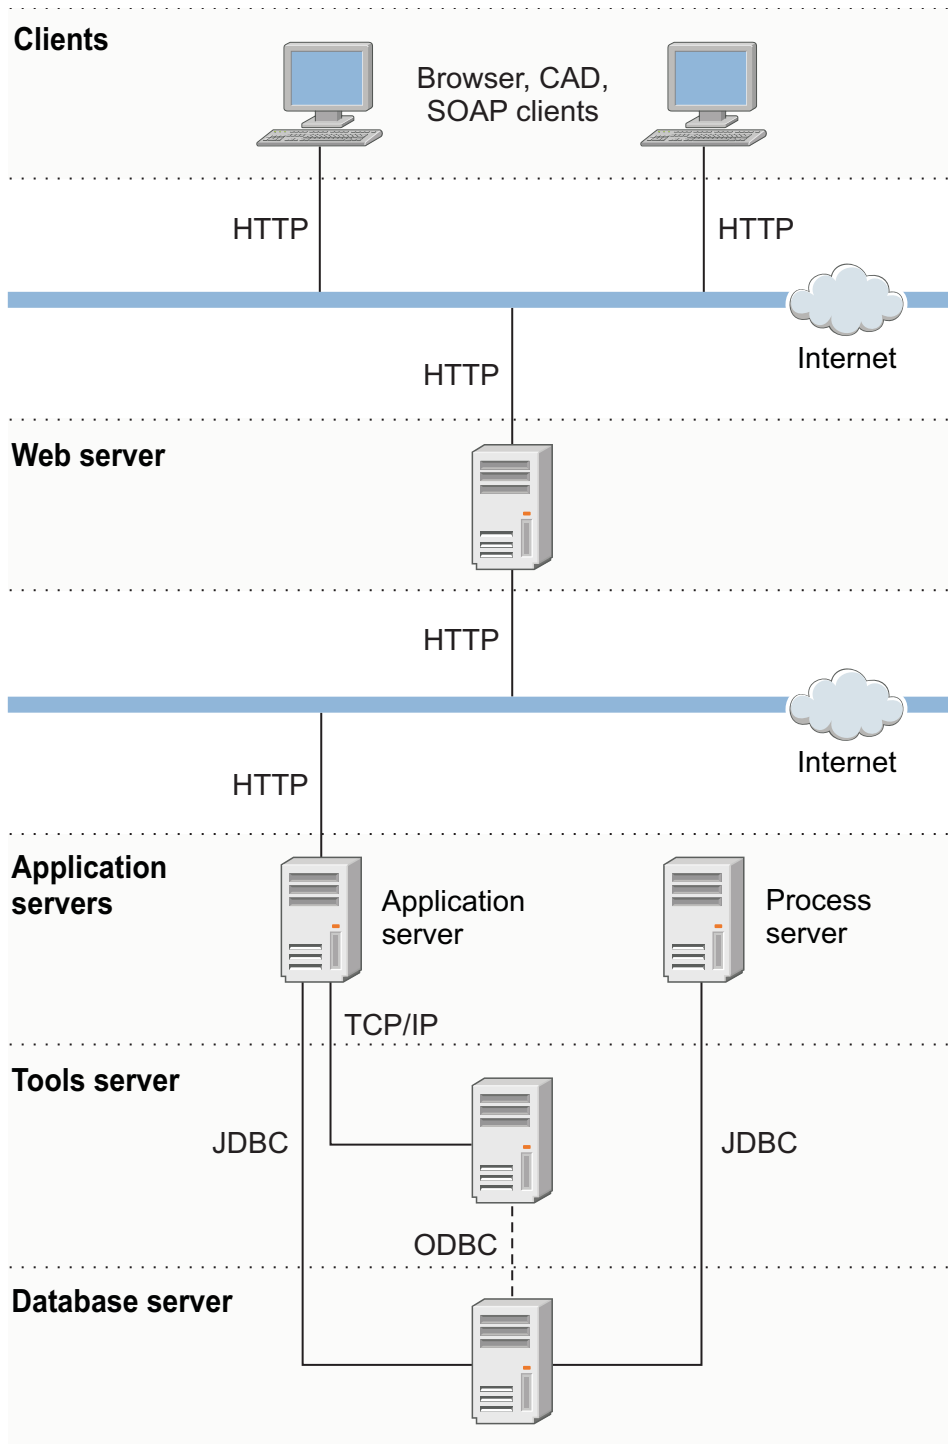 Clients
Browser, CAD,
SOAP clients
HTTP
HTTP
Internet
HTTP
Web server
HTTP
Internet
HTTP
Application
servers
Application
server
Process
server
TCP/IP
Tools server
JDBC
JDBC
ODBC
Database server